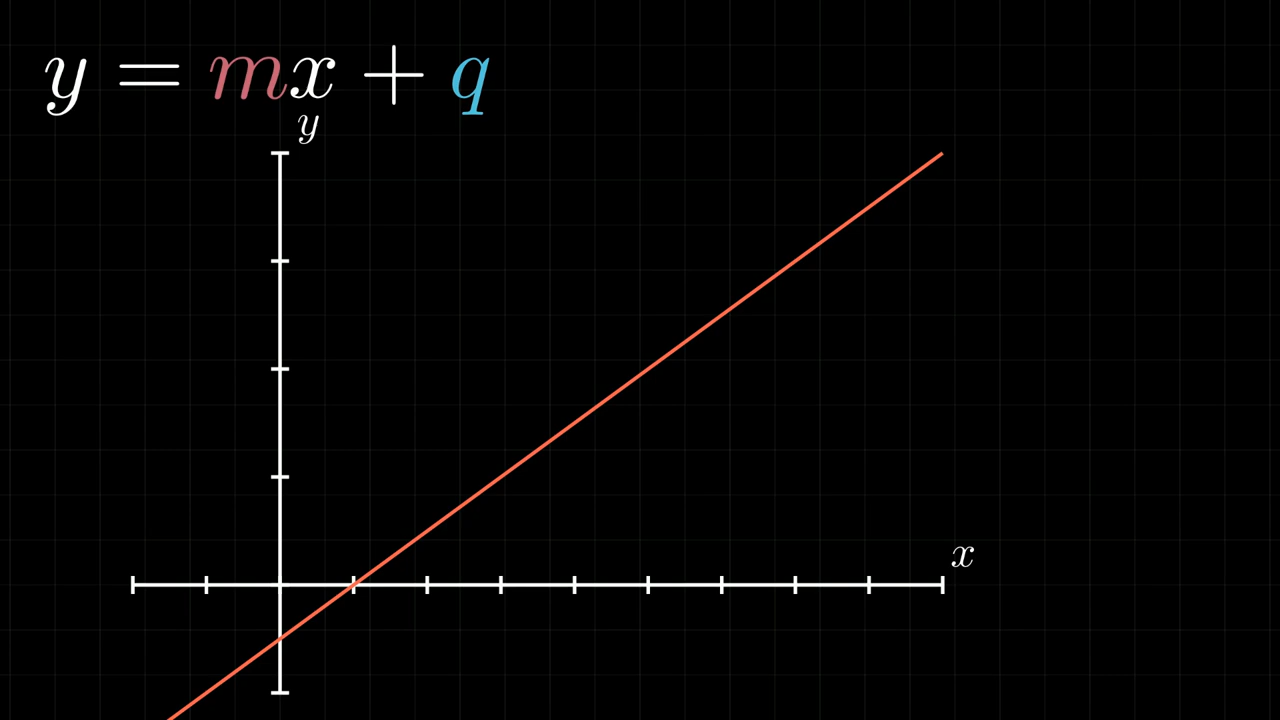 y = mx + q
y
x